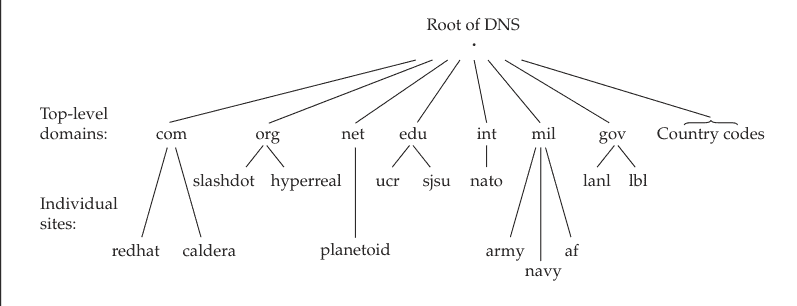 Root of DNS
.
Top-level
domains:
com org net edu int mil gov Country codes
slashdot hyperreal ucr sjsu nato lanl lbl
Individual
sites:
redhat caldera planetoid army af
navy